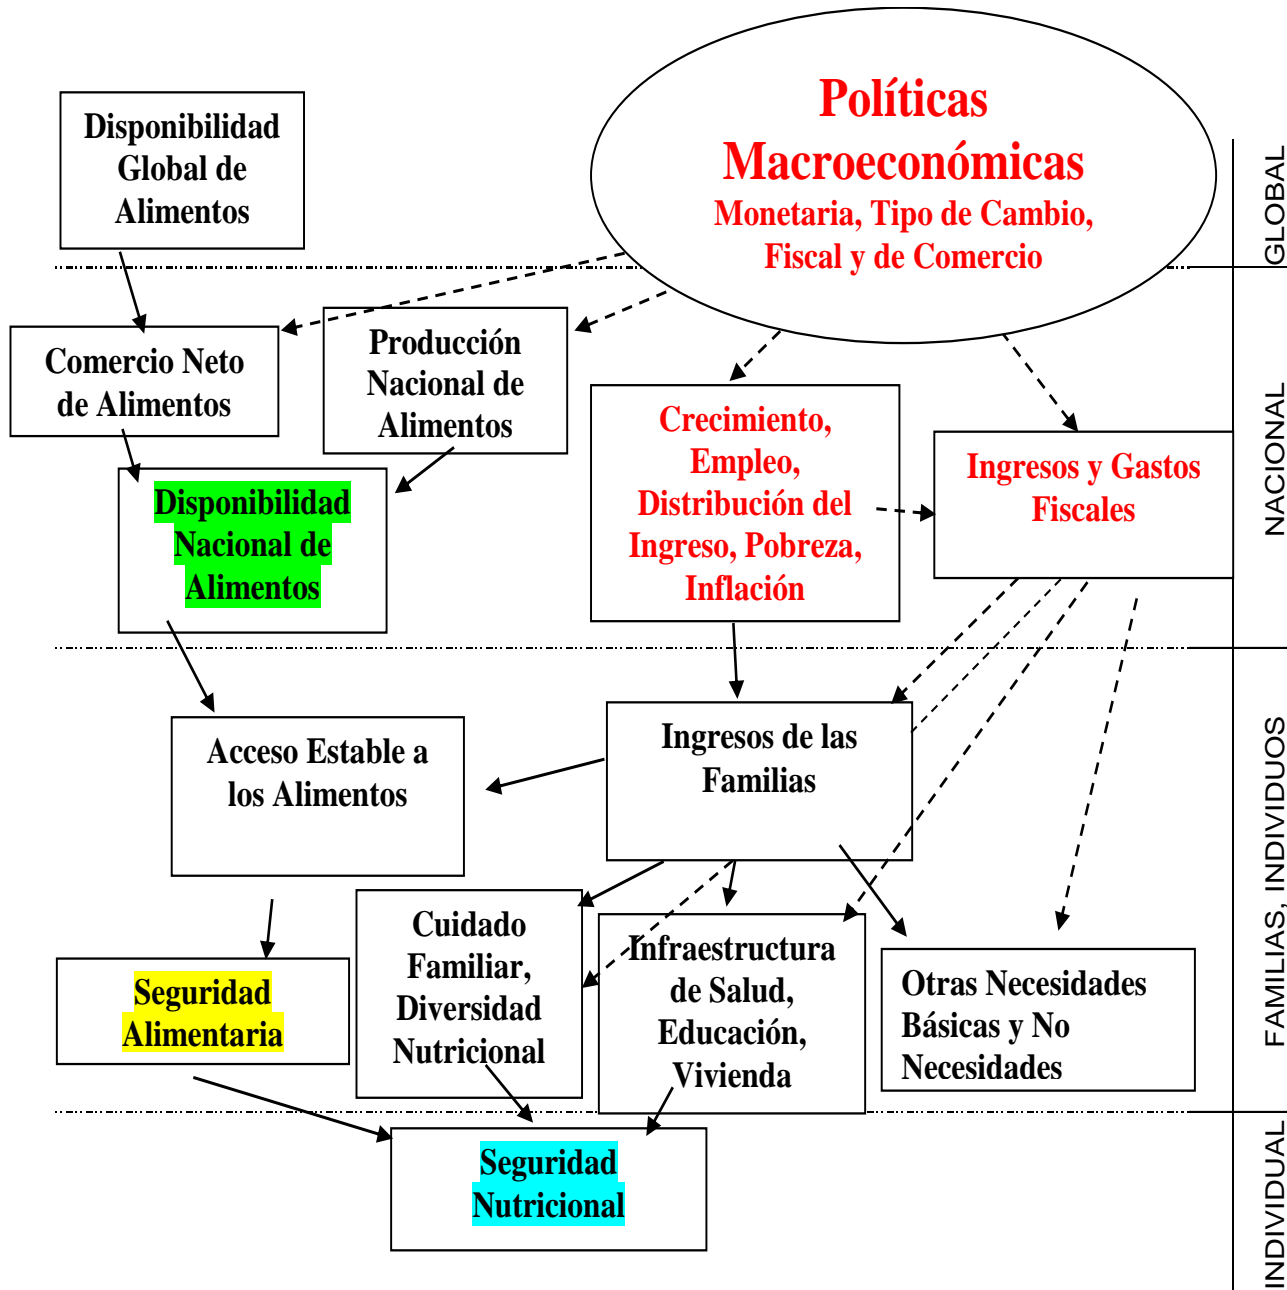 Políticas
Macroeconómicas
Monetaria, Tipo de Cambio,
Fiscal y de Comercio
Disponibilidad
Global de
Alimentos
GLOBAL
Comercio Neto
de Alimentos
Producción
Nacional de
Alimentos
Crecimiento,
Empleo,
Distribución del
Ingreso, Pobreza,
Inflación
Ingresos y Gastos
Fiscales
NACIONAL
Disponibilidad
Nacional de
Alimentos
Acceso Estable a
los Alimentos
Ingresos de las
Familias
FAMILIAS, INDIVIDUOS
Seguridad
Alimentaria
Cuidado
Familiar,
Diversidad
Nutricional
Infraestructura
de Salud,
Educación,
Vivienda
Otras Necesidades
Básicas y No
Necesidades
Seguridad
Nutricional
INDIVIDUAL